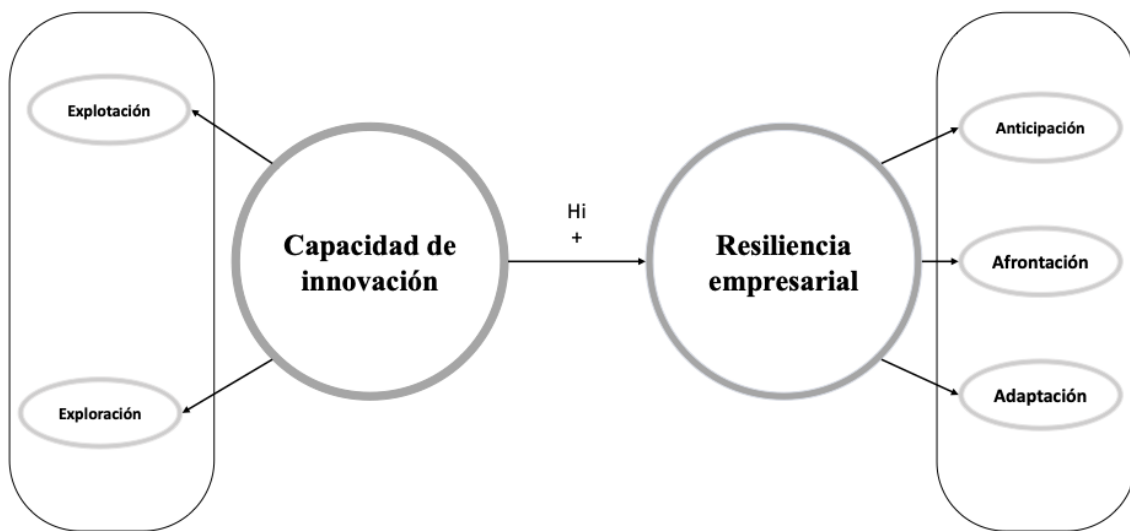 Explotación
Exploración
Capacidad de
innovación
Hi
+
Resiliencia
empresarial
Anticipación
Afrontación
Adaptación